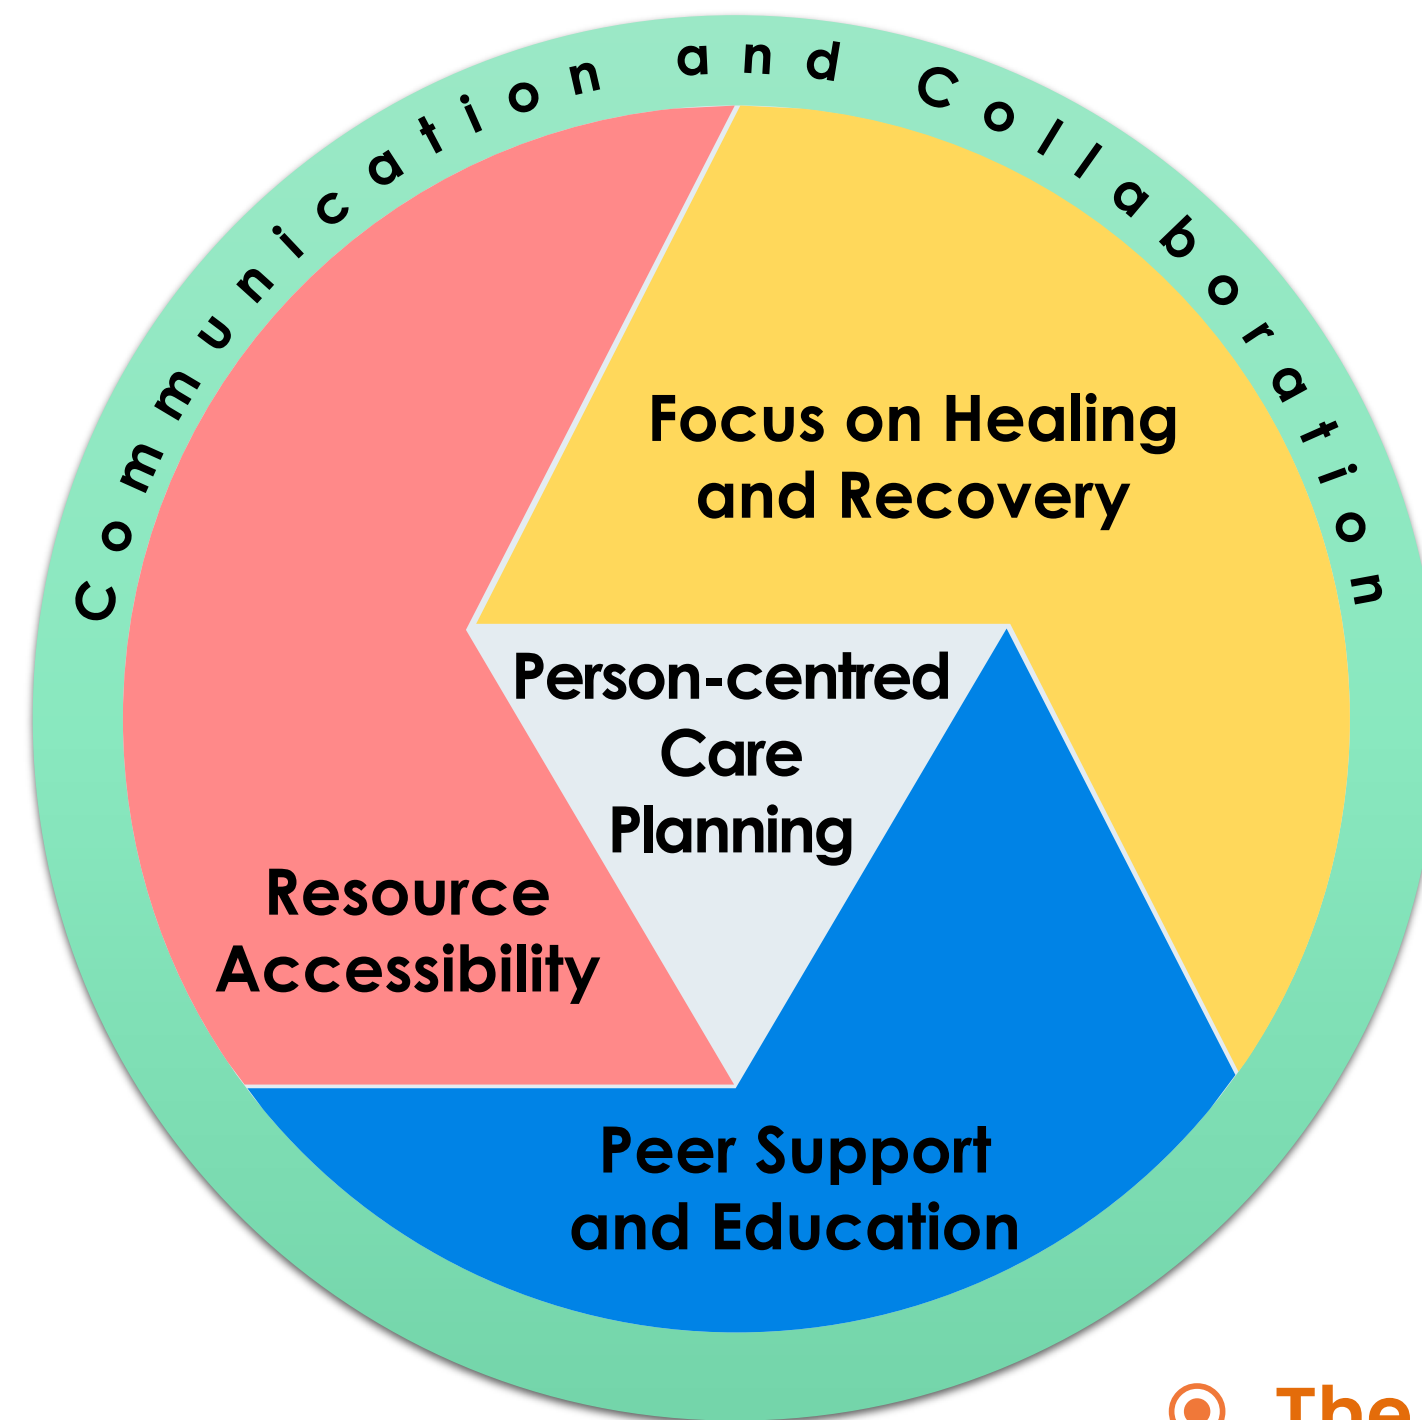 Communication and Collaboration
Focus on Healing
and Recovery
Person-centred
Care
Planning
Resource
Accessibility
Peer Support
and Education
The